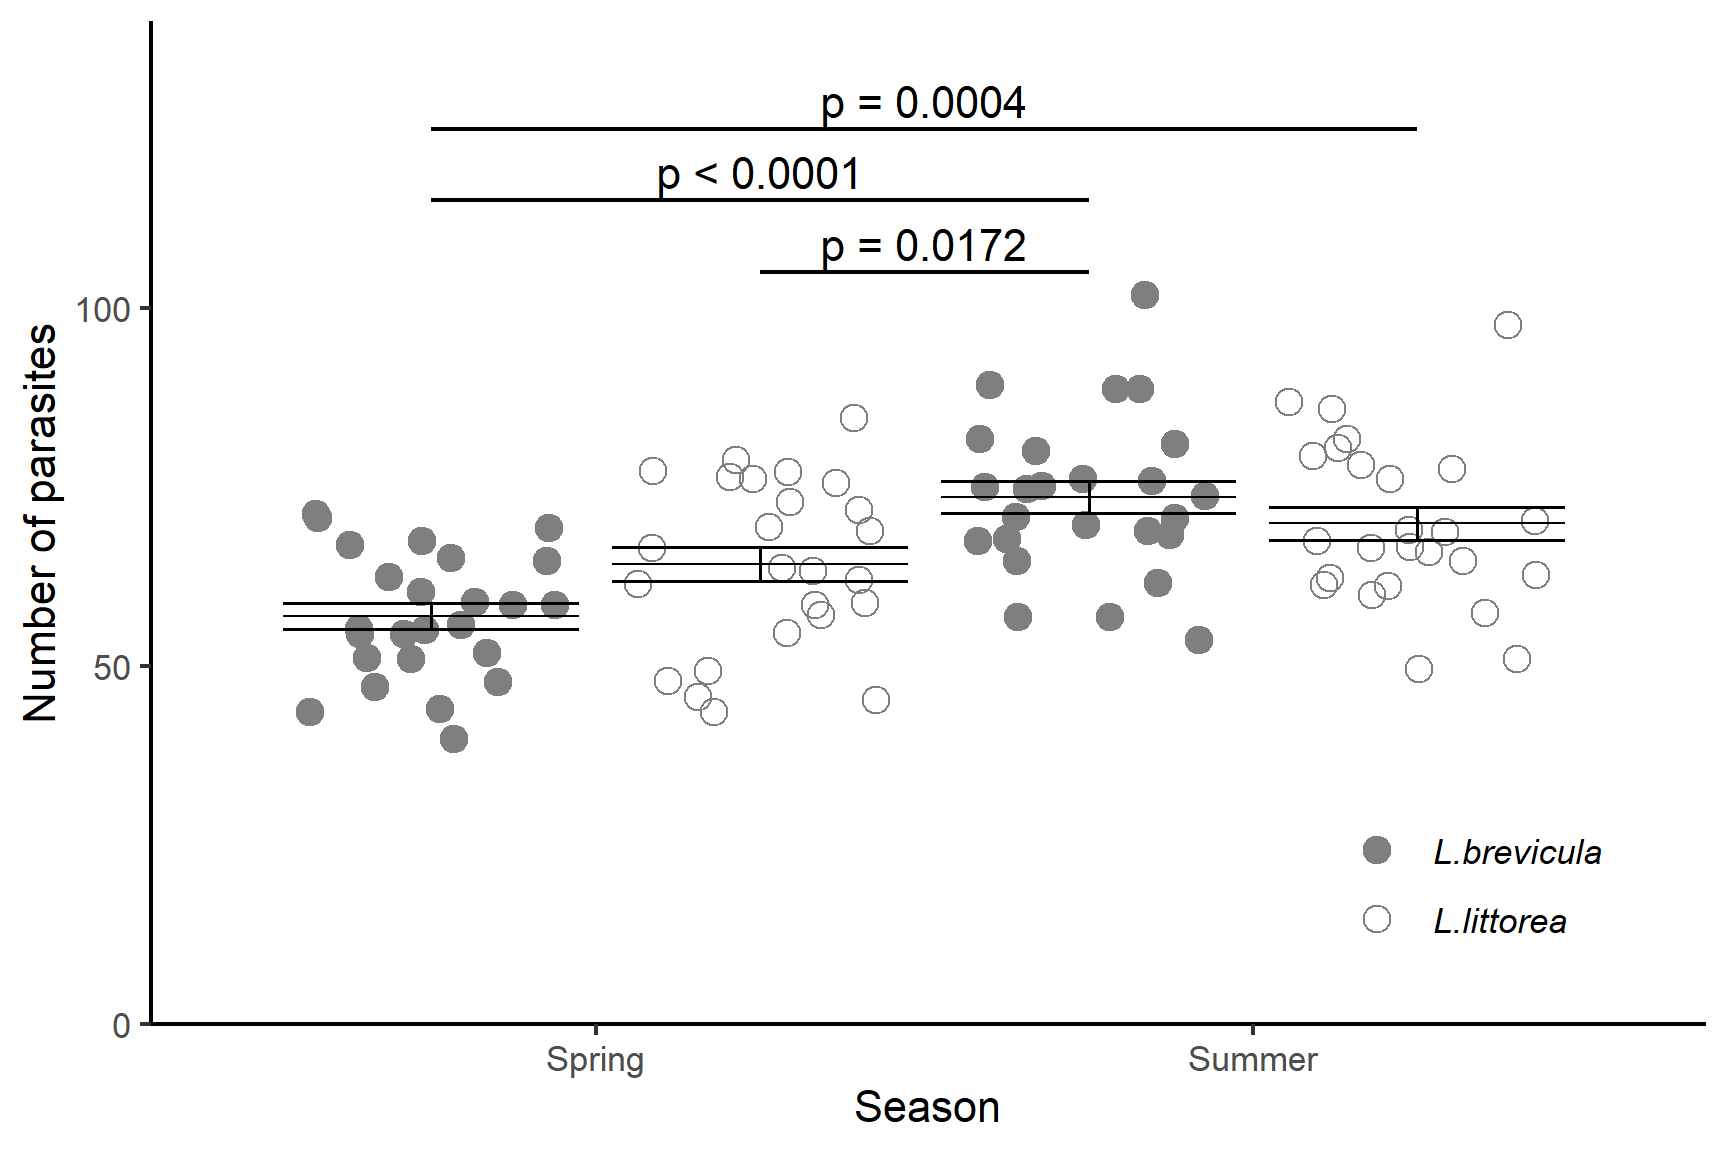 p = 0.0004
p < 0.0001
p = 0.0172
100
50
0
Number of parasites
L.brevicula
L.littorea
Spring
Summer
Season